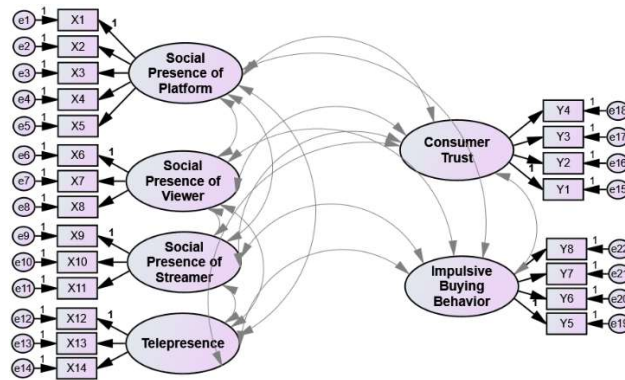 e1 1 X1 1
e2 1 X2
e3 1 X3
e4 1 X4
e5 1 X5
Social
Presence of
Platform
e6 1 X6 1
e7 1 X7
e8 1 X8
Social
Presence of
Viewer
e9 1 X9 1
e10 1 X10
e11 1 X11
Social
Presence of
Streamer
e12 1 X12 1
e13 1 X13
e14 1 X14
Telepresence
Consumer
Trust
Y4 1 e18
Y3 1 e17
Y2 1 e16
1 Y1 1 e15
Impulsive
Buying
Behavior
Y8 1 e22
Y7 1 e21
Y6 1 e20
Y5 1 e19